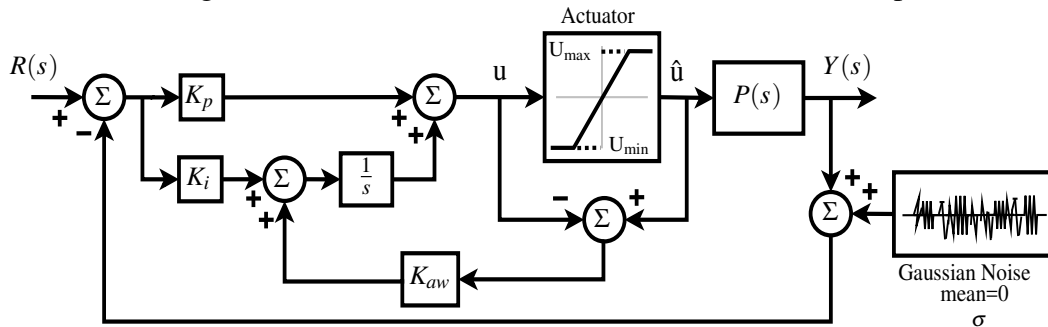 Actuator
R(s)
Σ
+
−
K_p
+
Σ
+
u
U_max
U_min
û
P(s)
Y(s)
K_i
+
Σ
+
1/s
−
Σ
+
K_aw
+
+
Σ
Gaussian Noise
mean=0
σ